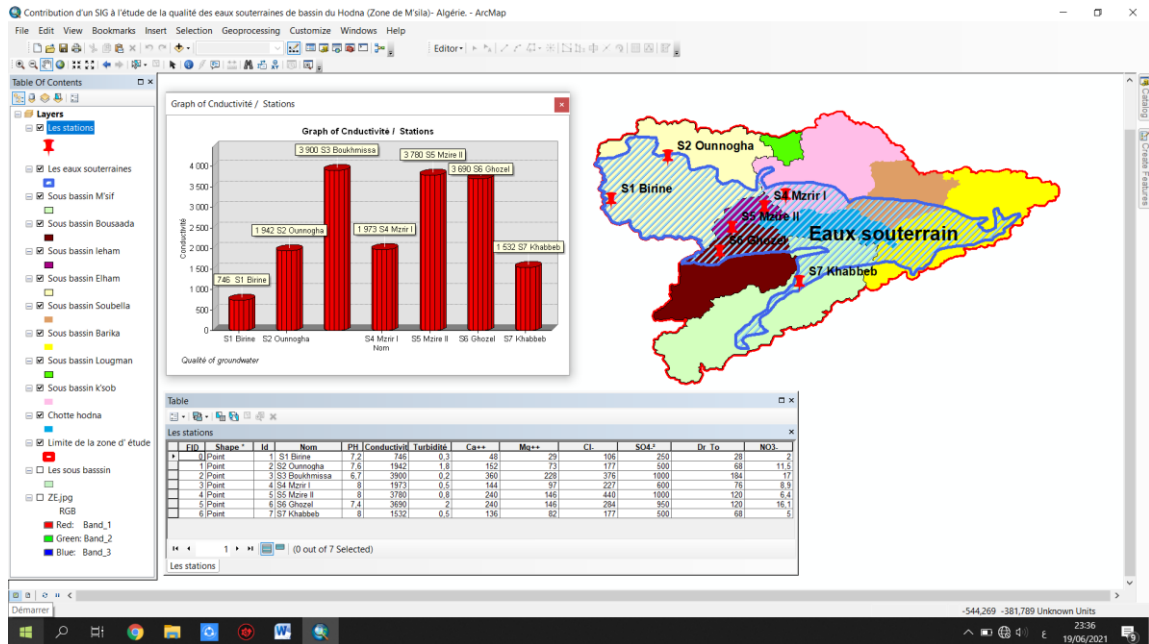 Contribution d'un SIG à l'étude de la qualité des eaux souterraines de bassin du Hodna (Zone de M'sila)- Algérie. - ArcMap
File Edit View Bookmarks Insert Selection Geoprocessing Customize Windows Help
Editor
Table Of Contents
Layers
Les stations
Les eaux souterraines
Sous bassin M'sif
Sous bassin Bousaada
Sous bassin leham
Sous bassin Elham
Sous bassin Soubella
Sous bassin Barika
Sous bassin Lougman
Sous bassin k'sob
Chotte hodna
Limite de la zone d' étude
Les sous basssin
ZE.jpg
RGB
Red: Band_1
Green: Band_2
Blue: Band_3
Graph of Cnductivité / Stations
Graph of Cnductivité / Stations
3 900 S3 Boukhmissa
3 780 S5 Mzire II
3 690 S6 Ghozel
1 942 S2 Ounnogha
1 973 S4 Mzrir I
1 532 S7 Khabbeb
746 S1 Birine
4 000
3 500
3 000
2 500
2 000
1 500
1 000
500
0
Conductivité
S1 Birine S2 Ounnogha S4 Mzrir I S5 Mzire II S6 Ghozel S7 Khabbeb
Nom
Qualité of groundwater
S2 Ounnogha
S1 Birine
S4 Mzrir I
S5 Mzire II
Eaux souterrain
S6 Ghozel
S7 Khabbeb
Catalog
Create Features
Table
Les stations
FID Shape * Id Nom PH Conductivit Turbidité Ca++ Mg++ Cl- SO4-² Dr_To NO3-
0 Point 1 S1 Birine 7,2 746 0,3 48 29 106 250 28 2
1 Point 2 S2 Ounnogha 7,6 1942 1,8 152 73 177 500 68 11,5
2 Point 3 S3 Boukhmissa 6,7 3900 0,2 360 228 376 1000 184 17
3 Point 4 S4 Mzrir I 8 1973 0,5 144 97 227 600 76 8,9
4 Point 5 S5 Mzire II 8 3780 0,8 240 146 440 1000 120 6,4
5 Point 6 S6 Ghozel 7,4 3690 2 240 146 284 950 120 16,1
6 Point 7 S7 Khabbeb 8 1532 0,5 136 82 177 500 68 5
1 (0 out of 7 Selected)
Les stations
Démarrer
-544,269 -381,789 Unknown Units
23:36
19/06/2021
ع
9